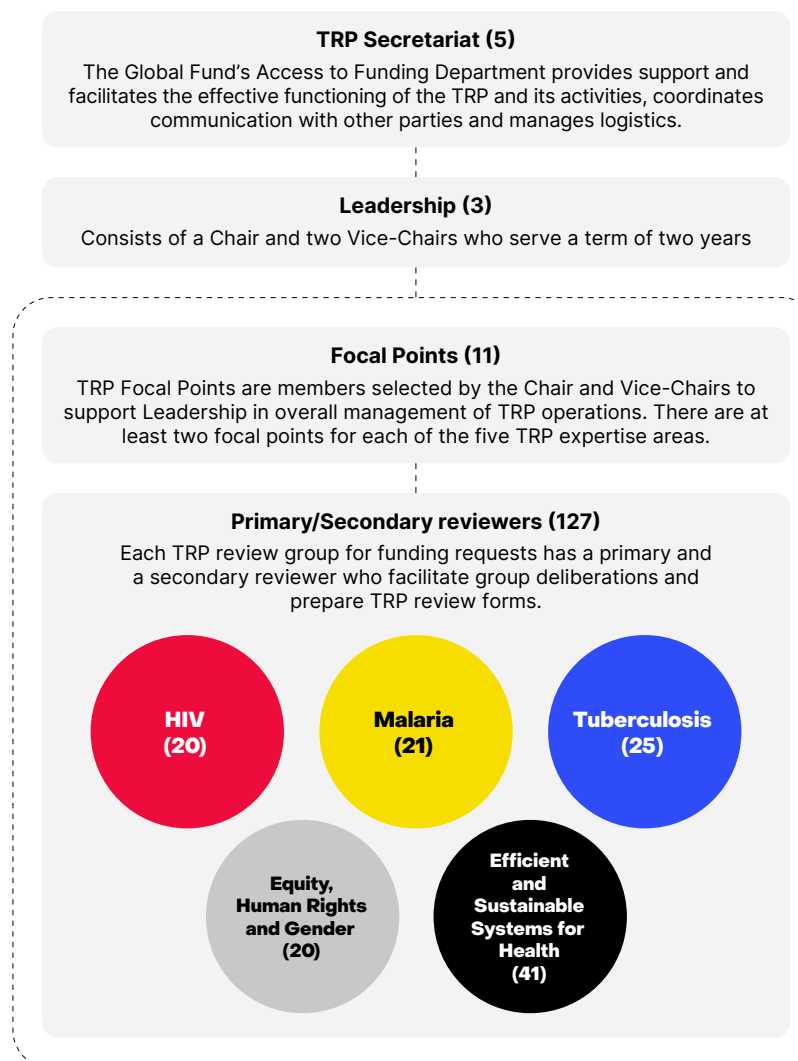 TRP Secretariat (5)
The Global Fund’s Access to Funding Department provides support and
facilitates the effective functioning of the TRP and its activities, coordinates
communication with other parties and manages logistics.
Leadership (3)
Consists of a Chair and two Vice-Chairs who serve a term of two years
Focal Points (11)
TRP Focal Points are members selected by the Chair and Vice-Chairs to
support Leadership in overall management of TRP operations. There are at
least two focal points for each of the five TRP expertise areas.
Primary/Secondary reviewers (127)
Each TRP review group for funding requests has a primary and
a secondary reviewer who facilitate group deliberations and
prepare TRP review forms.
HIV
(20)
Malaria
(21)
Tuberculosis
(25)
Equity,
Human Rights
and Gender
(20)
Efficient
and
Sustainable
Systems for
Health
(41)